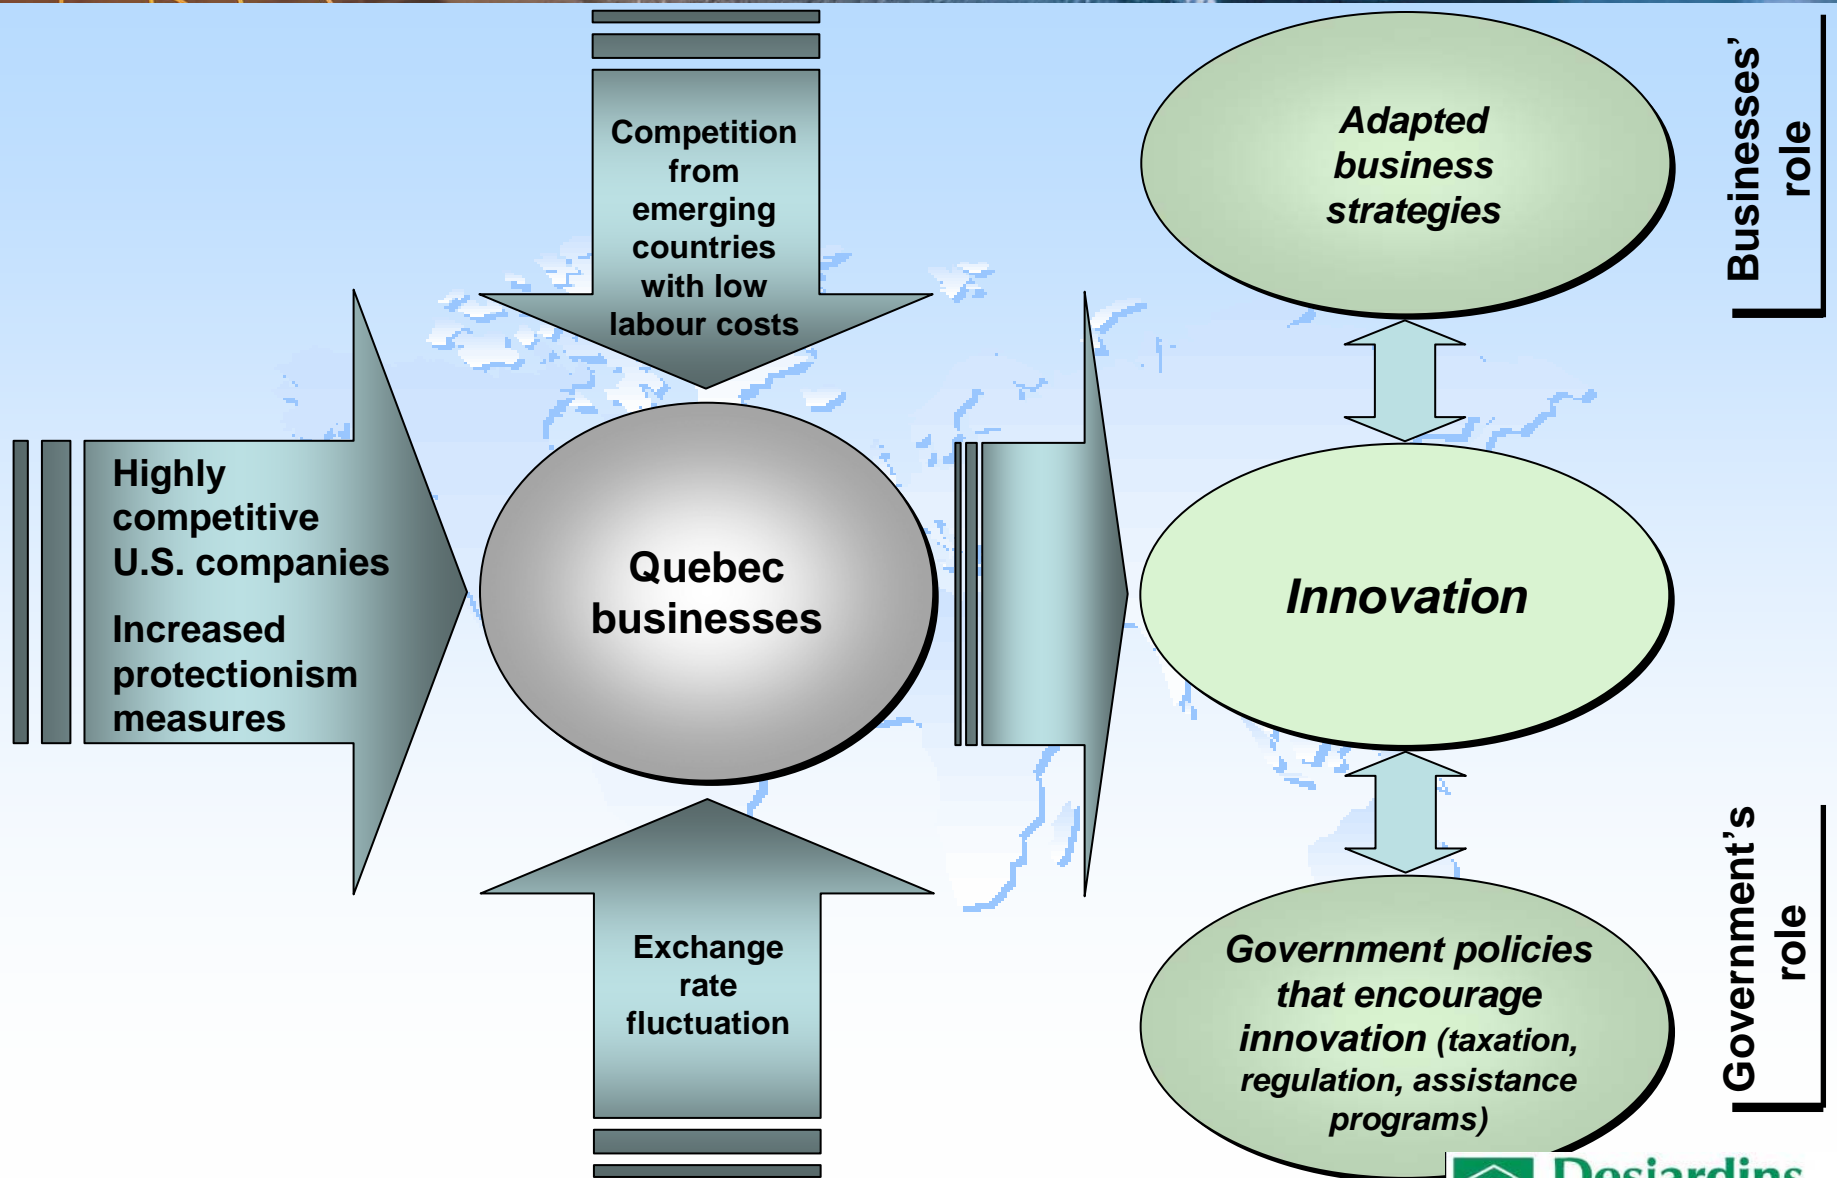 Competition
from
emerging
countries
with low
labour costs
Highly
competitive
U.S. companies
Increased
protectionism
measures
Quebec
businesses
Exchange
rate
fluctuation
Adapted
business
strategies
Innovation
Government policies
that encourage
innovation (taxation,
regulation, assistance
programs)
Businesses’
role
Government’s
role
Desjardins